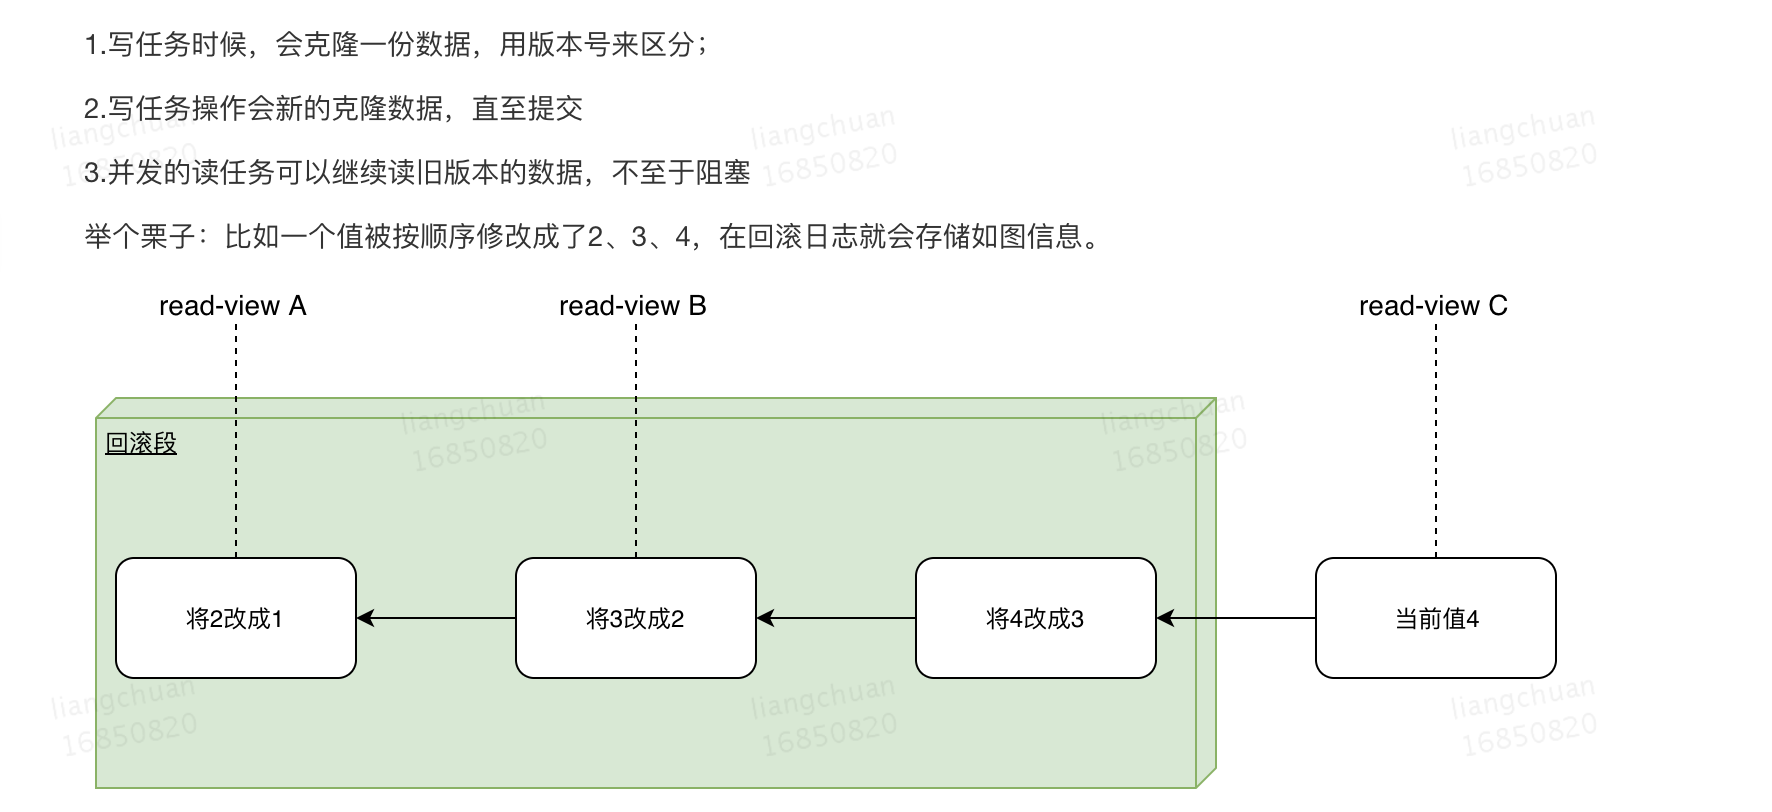 1.写任务时候，会克隆一份数据，用版本号来区分；
2.写任务操作会新的克隆数据，直至提交
liangchuan
16850820
liangchuan
16850820
liangchuan
16850820
3.并发的读任务可以继续读旧版本的数据，不至于阻塞
举个栗子：比如一个值被按顺序修改成了2、3、4，在回滚日志就会存储如图信息。
read-view A
read-view B
read-view C
liangchuan
16850820
liangchuan
16850820
回滚段
将2改成1
将3改成2
将4改成3
当前值4
liangchuan
16850820
liangchuan
16850820
liangchuan
16850820